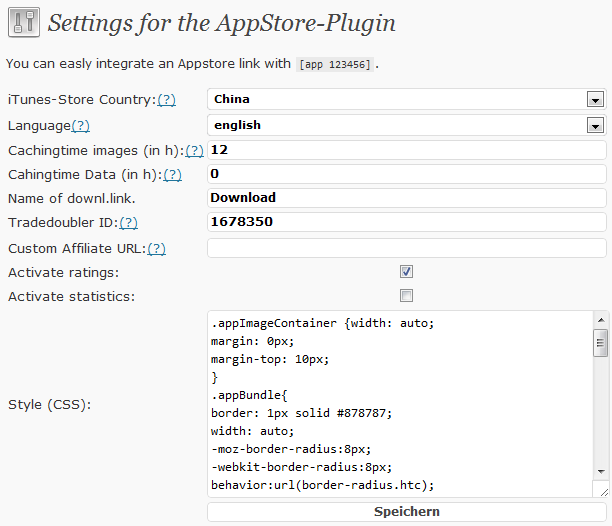 Settings for the AppStore-Plugin
You can easly integrate an Appstore link with [app 123456].
iTunes-Store Country:(?) China
Language(?) english
Cachingtime images (in h):(?) 12
Cahingtime Data (in h):(?) 0
Name of downl.link. Download
Tradedoubler ID:(?) 1678350
Custom Affiliate URL:(?)
Activate ratings:
Activate statistics:
Style (CSS):
.appImageContainer {width: auto;
margin: 0px;
margin-top: 10px;
}
.appBundle{
border: 1px solid #878787;
width: auto;
-moz-border-radius:8px;
-webkit-border-radius:8px;
behavior:url(border-radius.htc);
Speichern